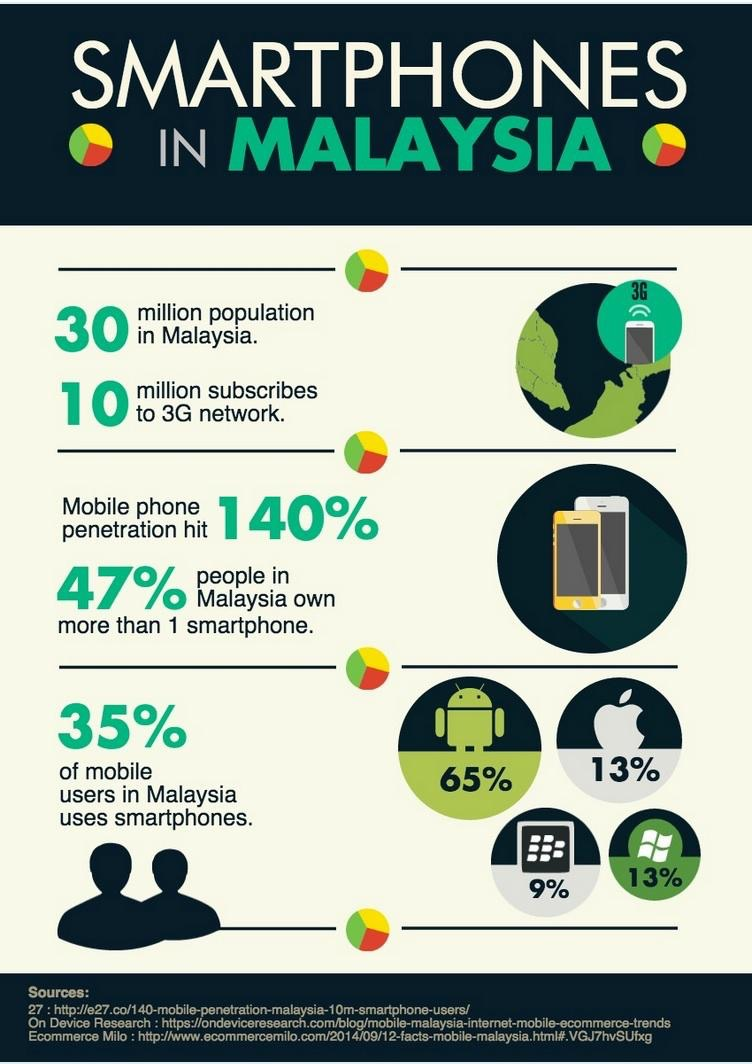 SMARTPHONES
IN MALAYSIA
3G
30 million population
in Malaysia.
10 million subscribes
to 3G network.
Mobile phone
penetration hit 140%
47% people in
Malaysia own
more than 1 smartphone.
35%
of mobile
users in Malaysia
uses smartphones.
65%
13%
9%
13%
Sources:
27 : http://e27.co/140-mobile-penetration-malaysia-10m-smartphone-users/
On Device Research : https://ondeviceresearch.com/blog/mobile-malaysia-internet-mobile-ecommerce-trends
Ecommerce Milo : http://www.ecommercemilo.com/2014/09/12-facts-mobile-malaysia.html#.VGJ7hvSUfxg